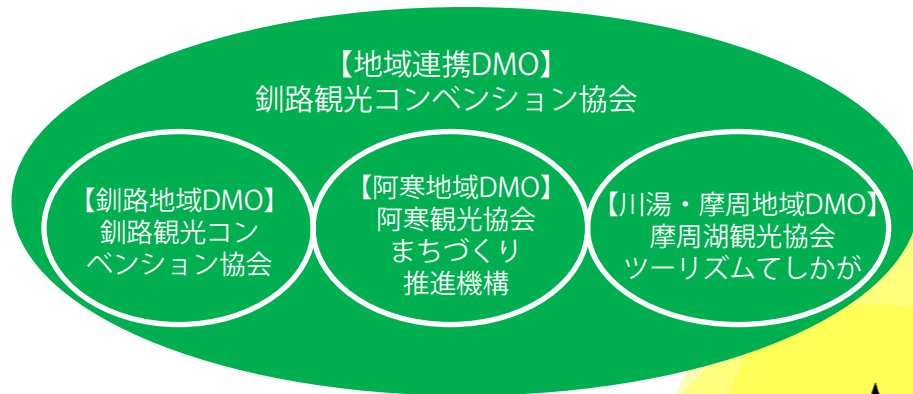 【地域連携DMO】
釧路観光コンベンション協会
【釧路地域DMO】
釧路観光コン
ベンション協会
【阿寒地域DMO】
阿寒観光協会
まちづくり
推進機構
【川湯・摩周地域DMO】
摩周湖観光協会
ツーリズムてしかが